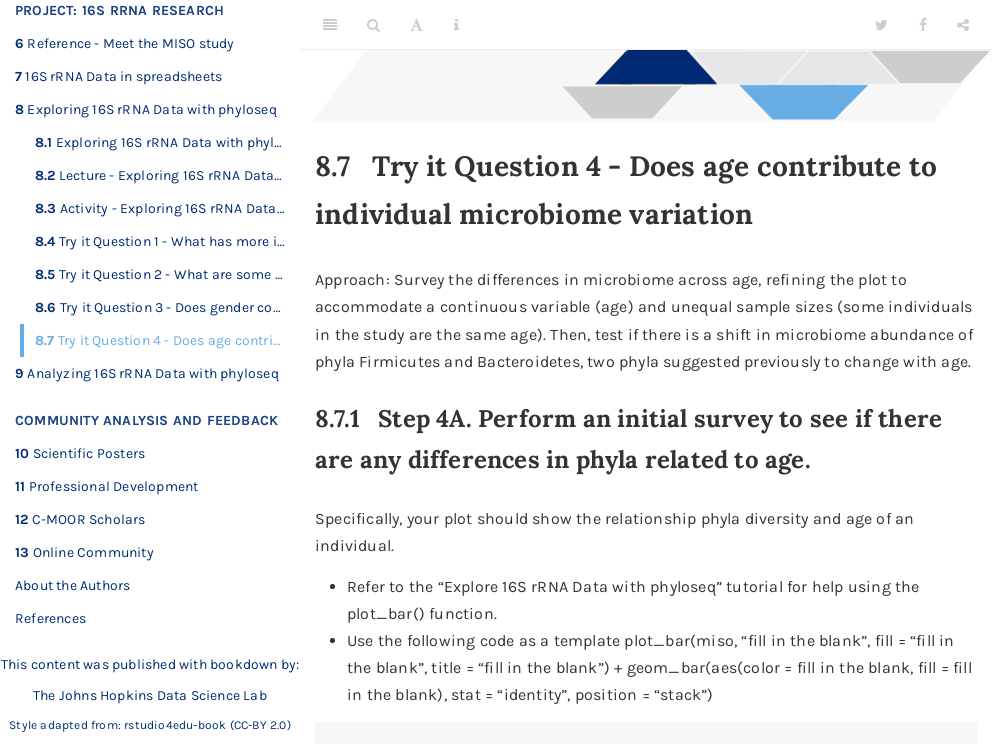 PROJECT: 16S RRNA RESEARCH
6 Reference - Meet the MISO study
7 16S rRNA Data in spreadsheets
8 Exploring 16S rRNA Data with phyloseq
8.1 Exploring 16S rRNA Data with phyl…
8.2 Lecture - Exploring 16S rRNA Data…
8.3 Activity - Exploring 16S rRNA Data…
8.4 Try it Question 1 - What has more i…
8.5 Try it Question 2 - What are some …
8.6 Try it Question 3 - Does gender co…
8.7 Try it Question 4 - Does age contri…
9 Analyzing 16S rRNA Data with phyloseq
COMMUNITY ANALYSIS AND FEEDBACK
10 Scientific Posters
11 Professional Development
12 C-MOOR Scholars
13 Online Community
About the Authors
References
This content was published with bookdown by:
The Johns Hopkins Data Science Lab
Style adapted from: rstudio4edu-book (CC-BY 2.0)
8.7 Try it Question 4 - Does age contribute to
individual microbiome variation
Approach: Survey the differences in microbiome across age, refining the plot to
accommodate a continuous variable (age) and unequal sample sizes (some individuals
in the study are the same age). Then, test if there is a shift in microbiome abundance of
phyla Firmicutes and Bacteroidetes, two phyla suggested previously to change with age.
8.7.1 Step 4A. Perform an initial survey to see if there
are any differences in phyla related to age.
Specifically, your plot should show the relationship phyla diversity and age of an
individual.
• Refer to the “Explore 16S rRNA Data with phyloseq” tutorial for help using the
plot_bar() function.
• Use the following code as a template plot_bar(miso, “fill in the blank”, fill = “fill in
the blank”, title = “fill in the blank”) + geom_bar(aes(color = fill in the blank, fill = fill
in the blank), stat = “identity”, position = “stack”)